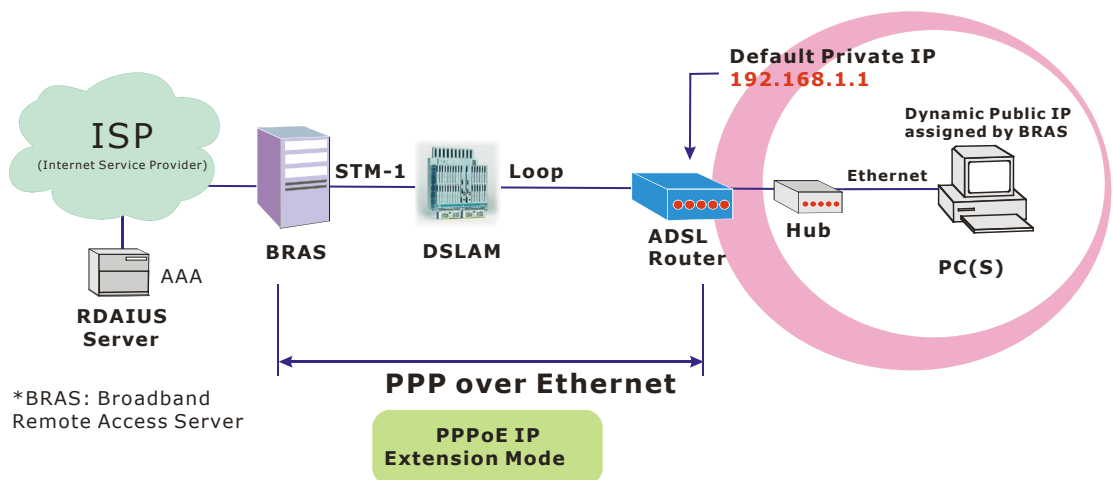 Default Private IP
192.168.1.1
ISP
(Internet Service Provider)
Dynamic Public IP
assigned by BRAS
STM-1
Loop
Ethernet
BRAS
DSLAM
ADSL
Router
Hub
PC(S)
AAA
RDAIUS
Server
PPP over Ethernet
*BRAS: Broadband
Remote Access Server
PPPoE IP
Extension Mode